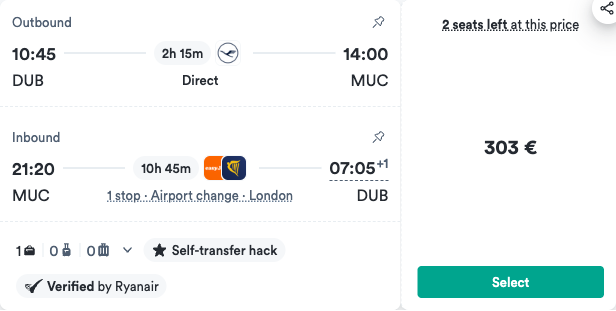 Outbound
10:45 2h 15m 14:00
DUB Direct MUC
Inbound
21:20 10h 45m 07:05+1
MUC 1 stop · Airport change · London DUB
1 0 0 Self-transfer hack
Verified by Ryanair
2 seats left at this price
303 €
Select